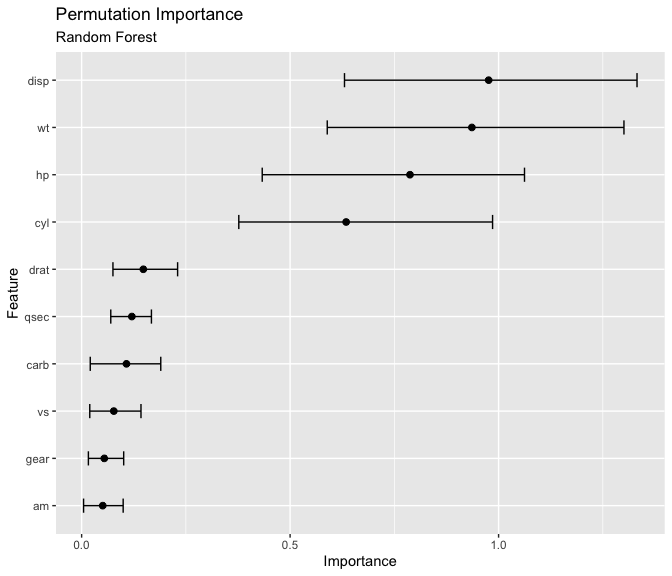 Permutation Importance
Random Forest
disp
wt
hp
cyl
drat
qsec
carb
vs
gear
am
Feature
0.0 0.5 1.0
Importance